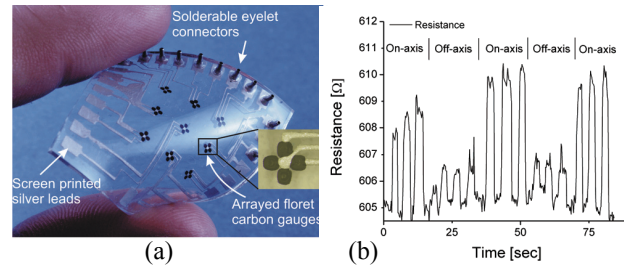 Solderable eyelet
connectors
Screen printed
silver leads
Arrayed floret
carbon gauges
(a)
Resistance
On-axis | Off-axis | On-axis | Off-axis | On-axis
Resistance [Ω]
612
611
610
609
608
607
606
605
0 25 50 75
Time [sec]
(b)